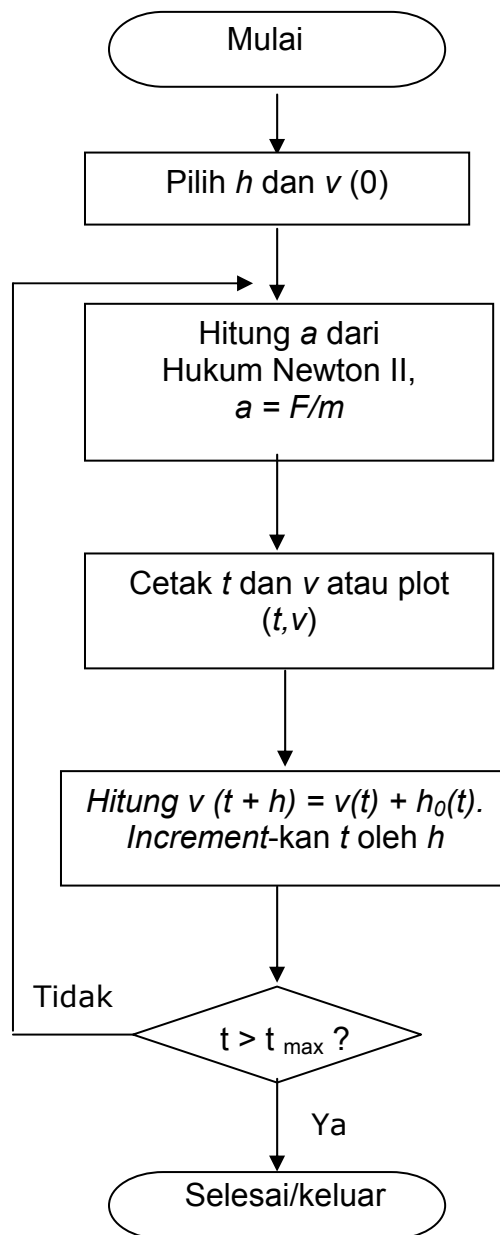 Mulai
Pilih h dan v (0)
Hitung a dari
Hukum Newton II,
a = F/m
Cetak t dan v atau plot
(t,v)
Hitung v (t + h) = v(t) + h₀(t).
Increment-kan t oleh h
Tidak
t > t max ?
Ya
Selesai/keluar